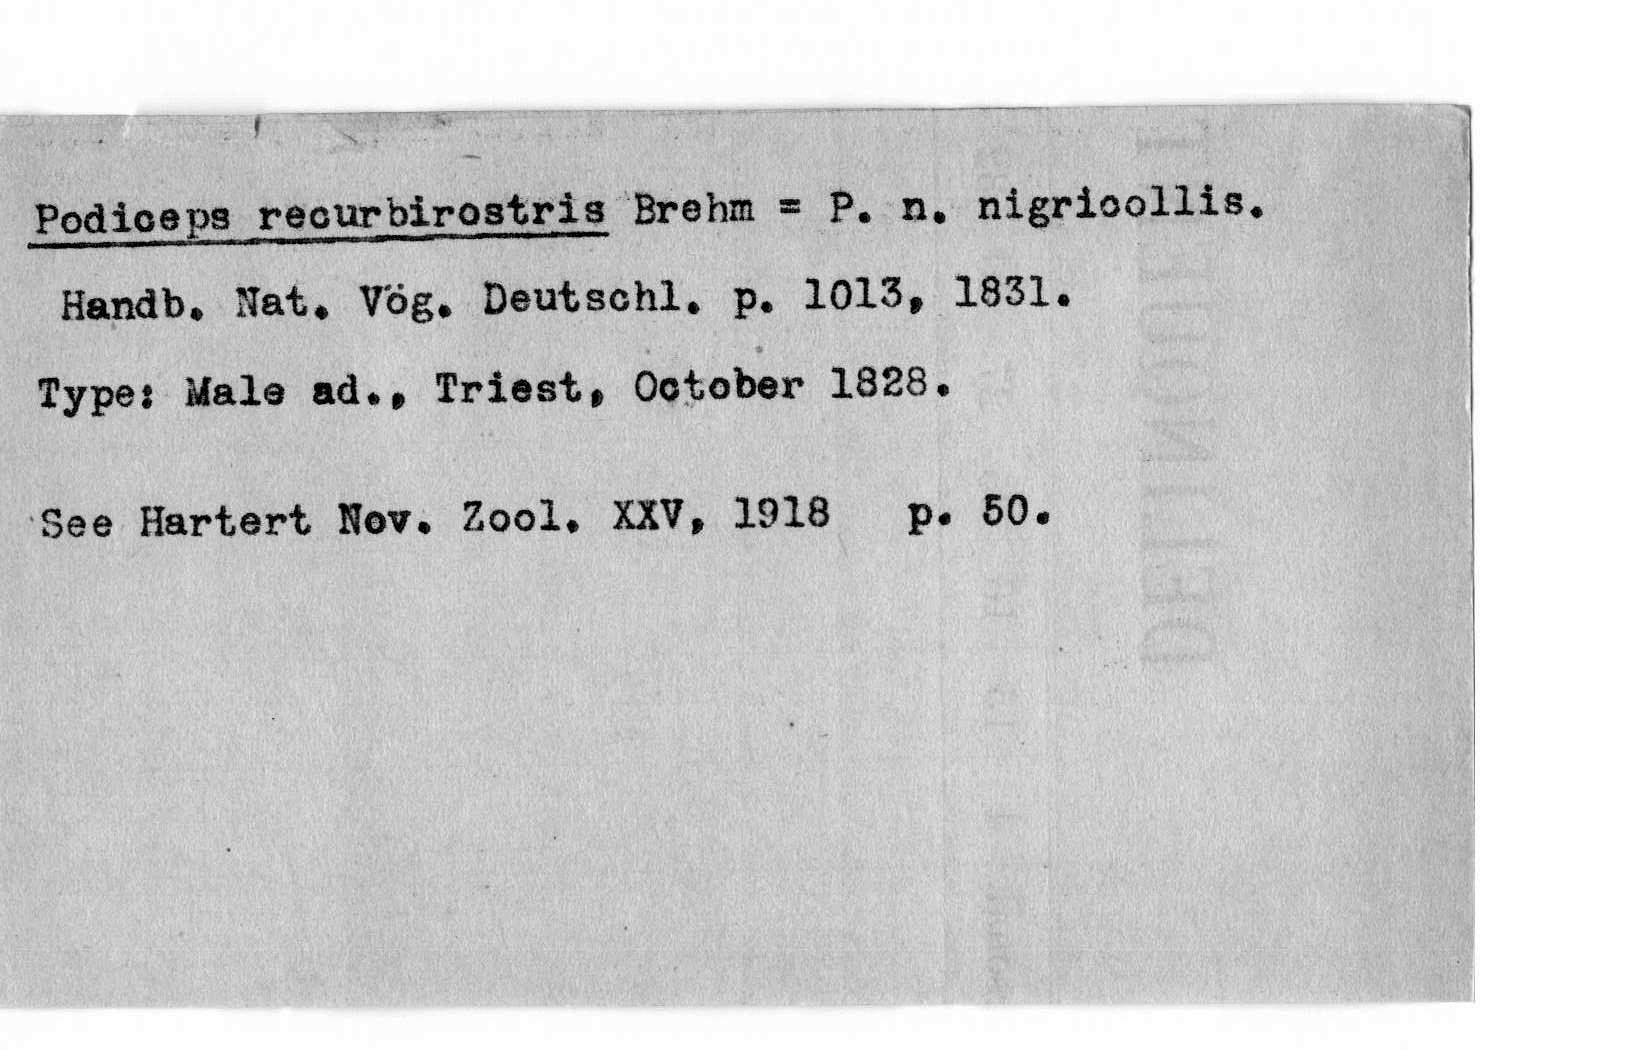 Podiceps recurbirostris Brehm = P. n. nigricollis.
Handb. Nat. Vög. Deutschl. p. 1013, 1831.
Type: Male ad., Triest, October 1828.
See Hartert Nov. Zool. XXV, 1918 p. 50.